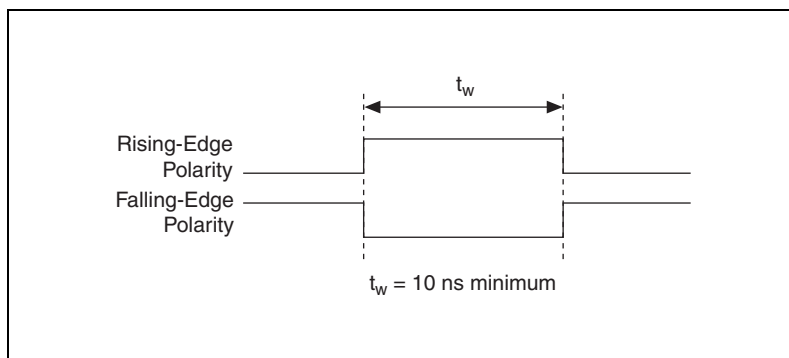 t_w
Rising-Edge
Polarity
Falling-Edge
Polarity
t_w = 10 ns minimum